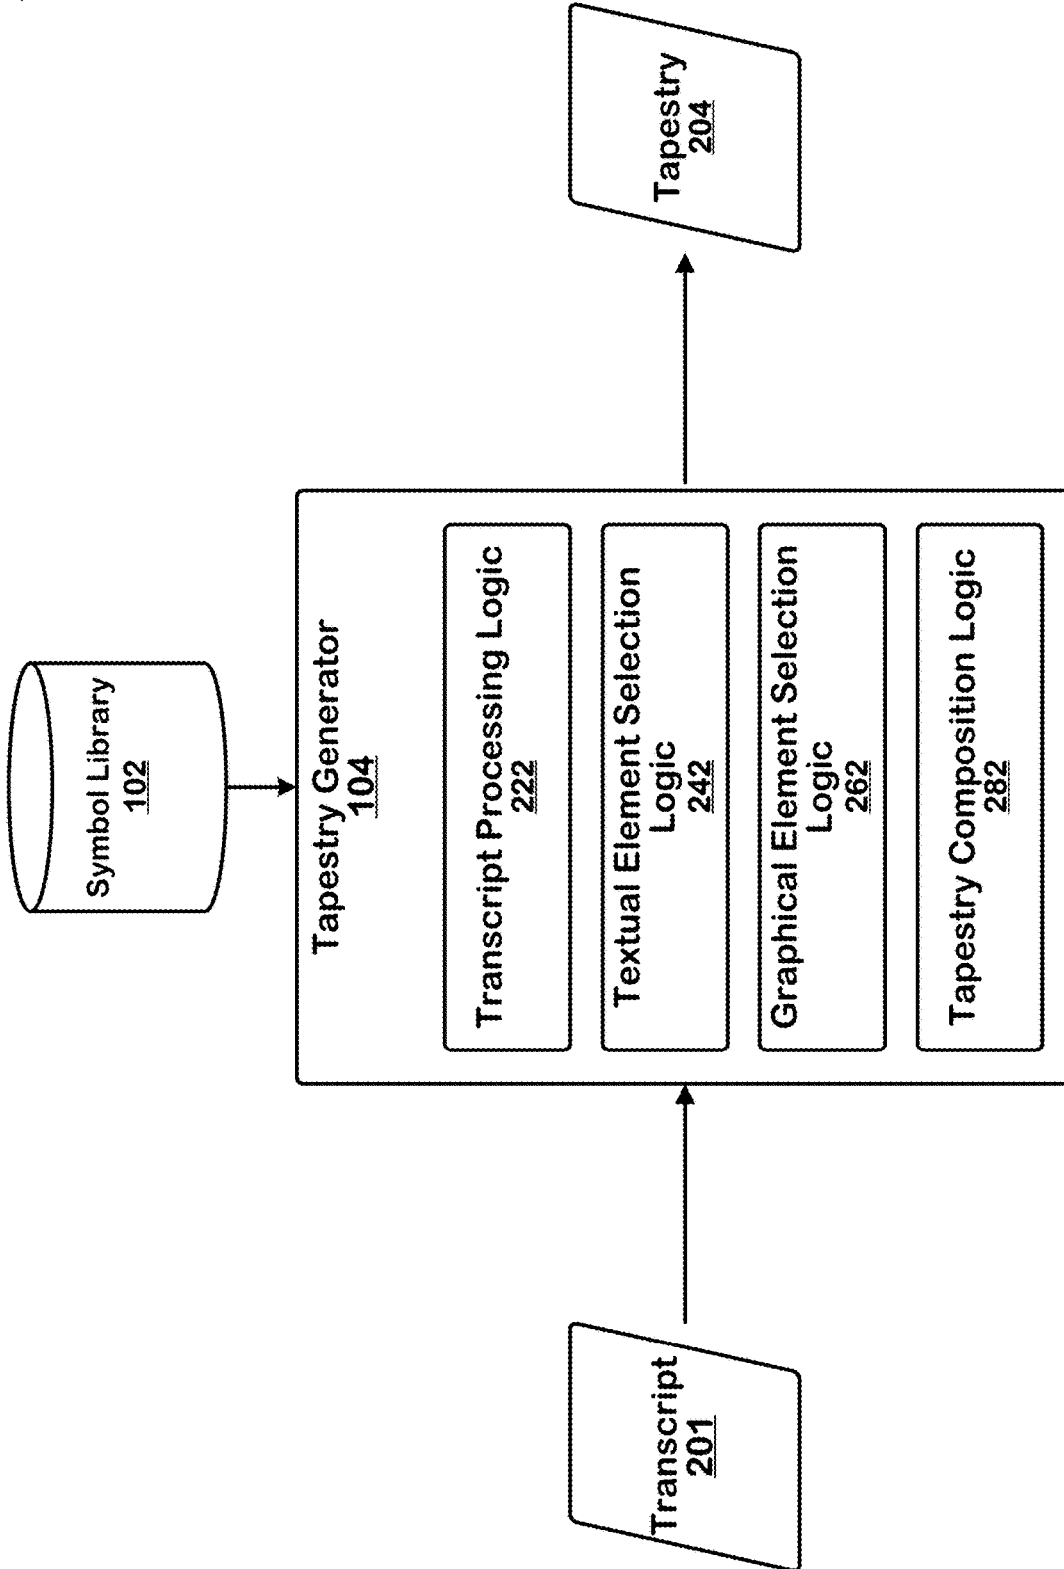 Symbol Library
102
Tapestry Generator
104
Transcript Processing Logic
222
Textual Element Selection
Logic
242
Graphical Element Selection
Logic
262
Tapestry Composition Logic
282
Transcript
201
Tapestry
204